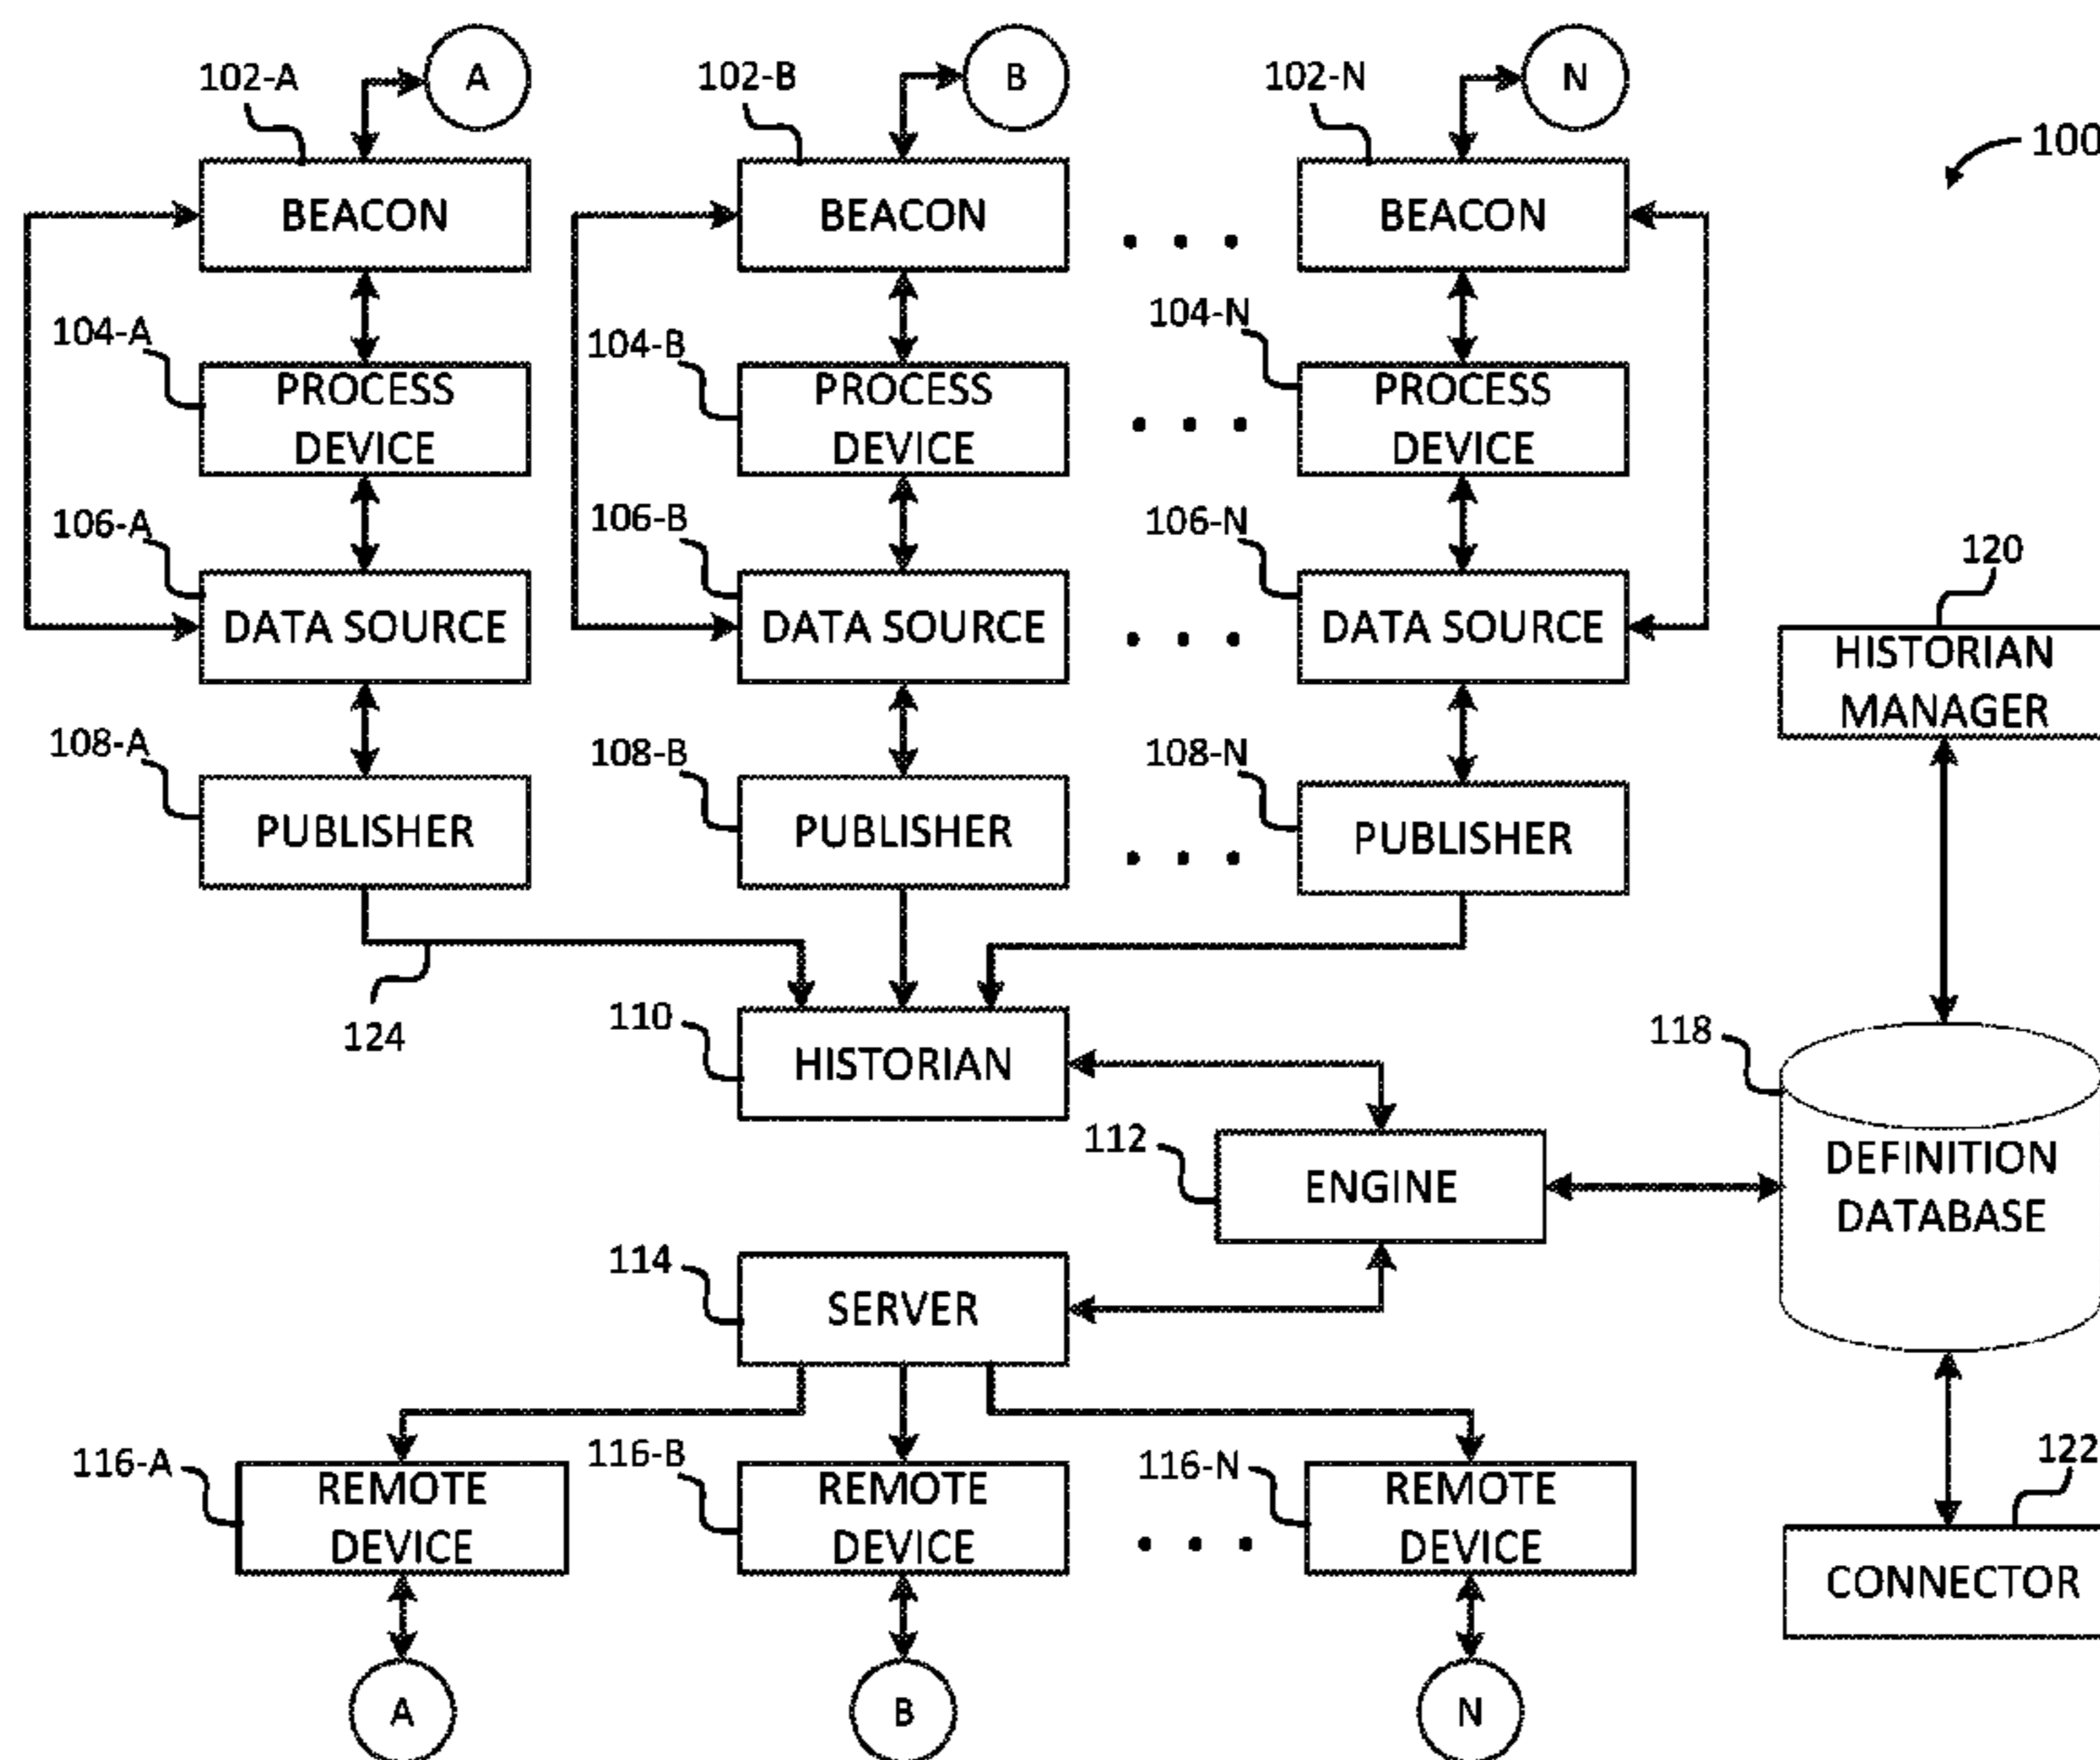 A
B
N
102-A
102-B
102-N
100
BEACON
BEACON
BEACON
104-A
104-B
104-N
PROCESS
DEVICE
PROCESS
DEVICE
PROCESS
DEVICE
106-A
106-B
106-N
120
DATA SOURCE
DATA SOURCE
DATA SOURCE
HISTORIAN
MANAGER
108-A
108-B
108-N
PUBLISHER
PUBLISHER
PUBLISHER
124
110
HISTORIAN
118
112
ENGINE
DEFINITION
DATABASE
114
SERVER
116-A
116-B
116-N
122
REMOTE
DEVICE
REMOTE
DEVICE
REMOTE
DEVICE
CONNECTOR
A
B
N